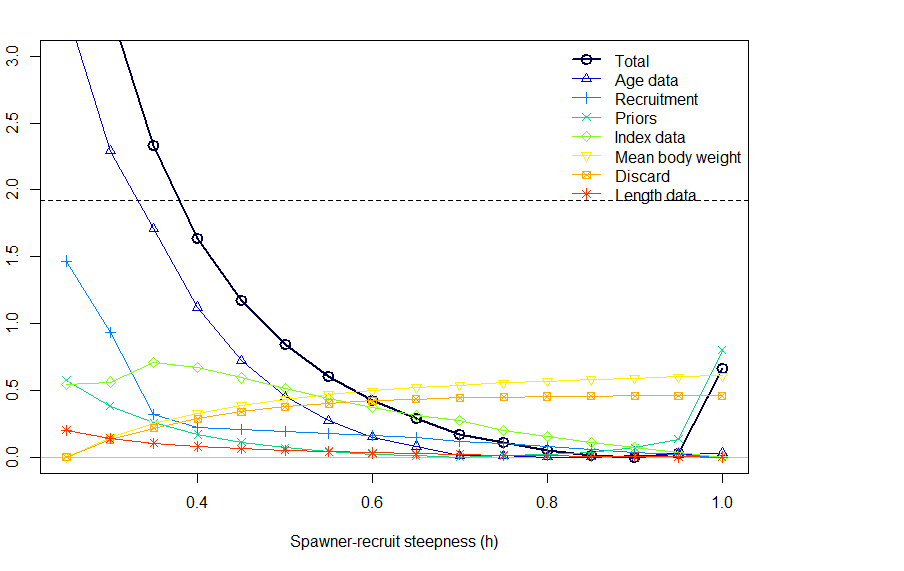 3.0
2.5
2.0
1.5
1.0
0.5
0.0
Total
Age data
Recruitment
Priors
Index data
Mean body weight
Discard
Length data
0.4 0.6 0.8 1.0
Spawner-recruit steepness (h)